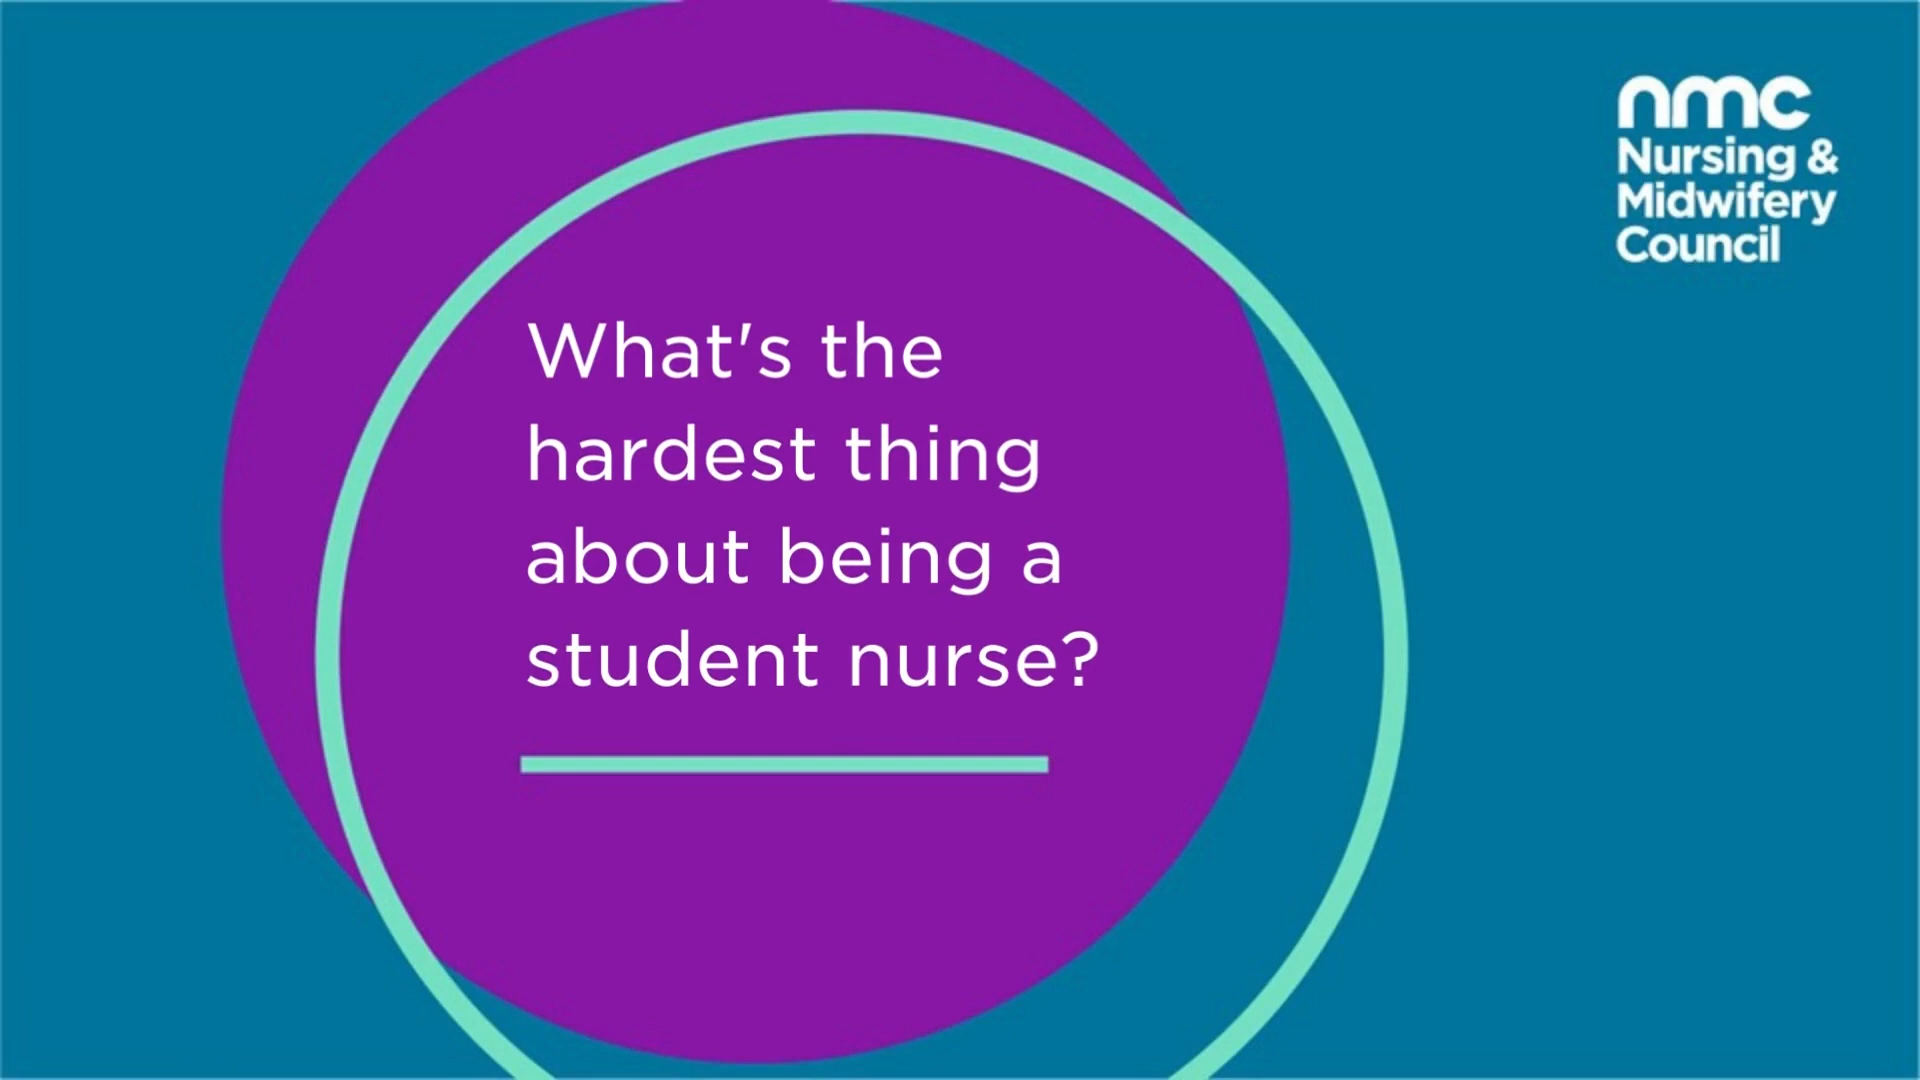 nmc
Nursing &
Midwifery
Council
What's the
hardest thing
about being a
student nurse?